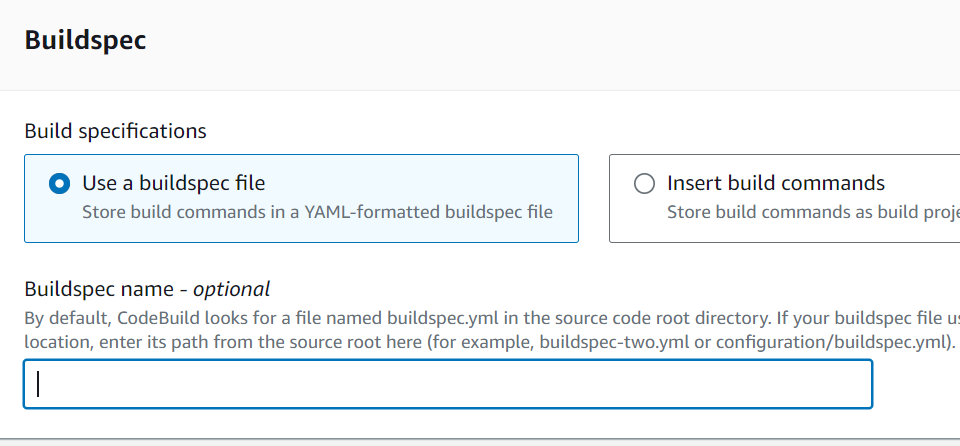 Buildspec
Build specifications
Use a buildspec file
Store build commands in a YAML-formatted buildspec file
Insert build commands
Store build commands as build
Buildspec name - optional
By default, CodeBuild looks for a file named buildspec.yml in the source code root directory. If your buildspec file
location, enter its path from the source root here (for example, buildspec-two.yml or configuration/buildspec.yml).